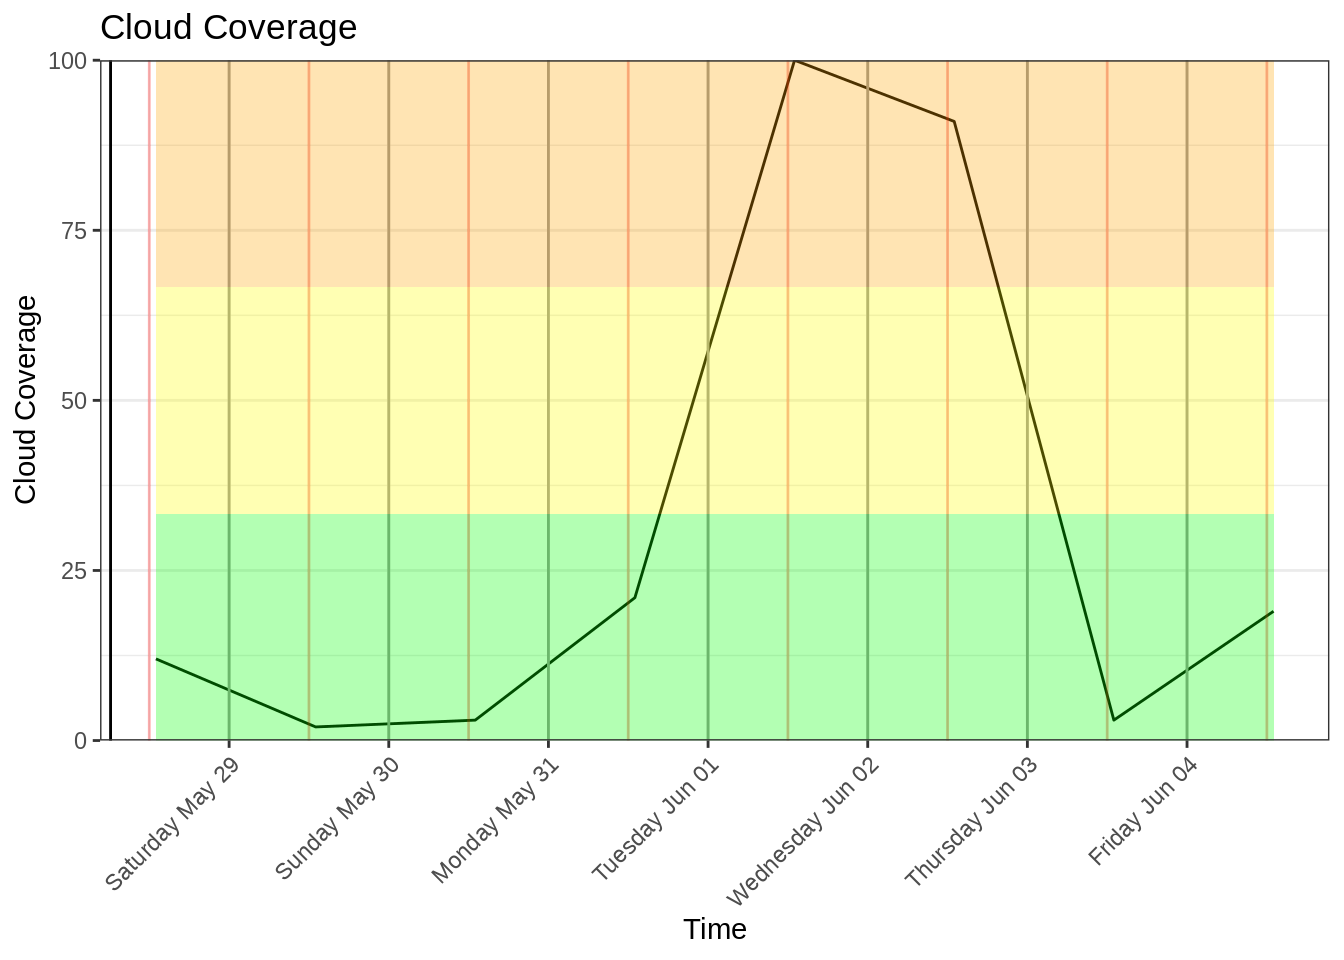 Cloud Coverage
Cloud Coverage
100
75
50
25
0
Saturday May 29
Sunday May 30
Monday May 31
Tuesday Jun 01
Wednesday Jun 02
Thursday Jun 03
Friday Jun 04
Time